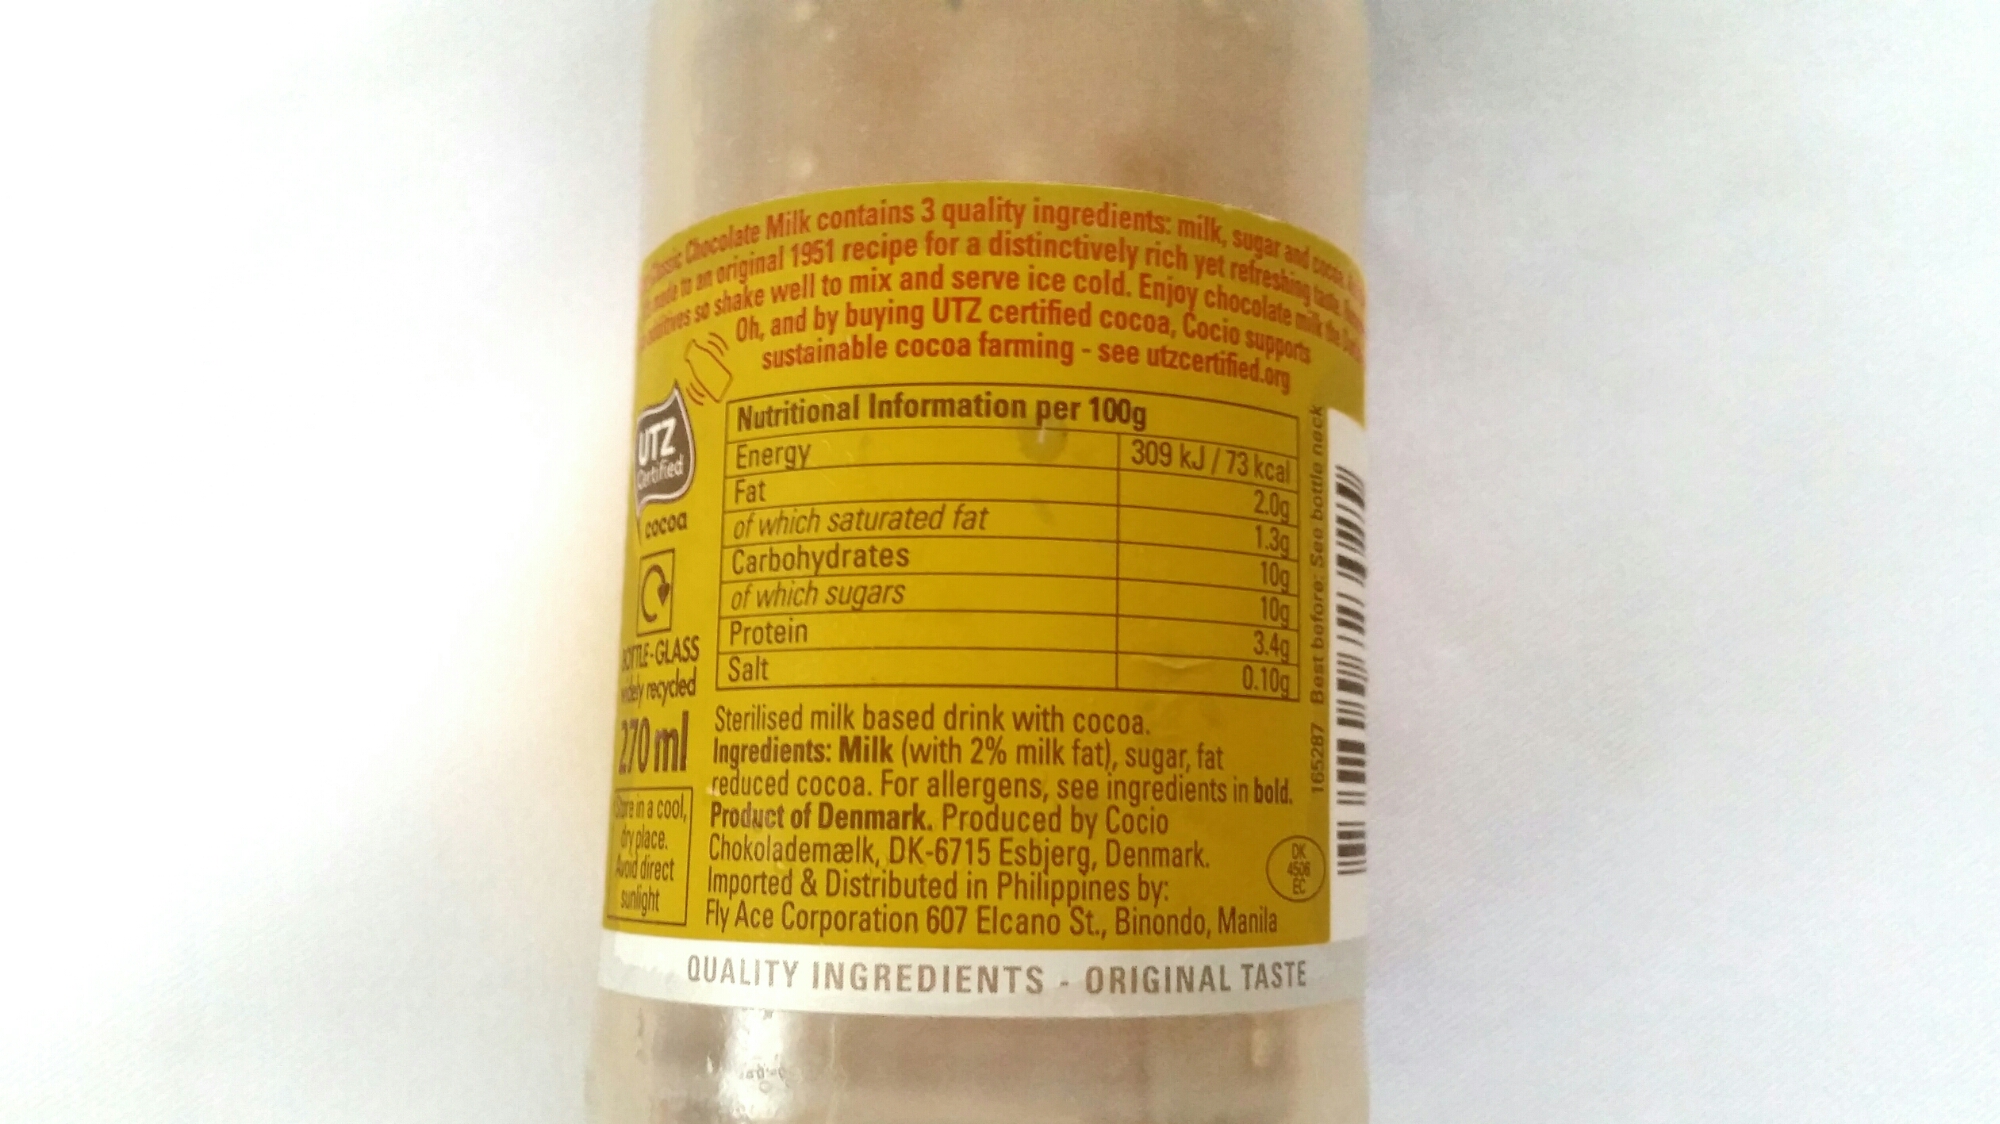 Classic Chocolate Milk contains 3 quality ingredients: milk, sugar and cocoa.
made to an original 1951 recipe for a distinctively rich yet refreshing taste.
so shake well to mix and serve ice cold. Enjoy chocolate milk the
Oh, and by buying UTZ certified cocoa, Cocio supports
sustainable cocoa farming - see utzcertified.org
UTZ
Certified
cocoa
BOTTLE-GLASS
widely recycled
270 ml
Store in a cool,
dry place.
Avoid direct
sunlight
Nutritional Information per 100g
Energy 309 kJ / 73 kcal
Fat 2.0g
of which saturated fat 1.3g
Carbohydrates 10g
of which sugars 10g
Protein 3.4g
Salt 0.10g
Sterilised milk based drink with cocoa.
Ingredients: Milk (with 2% milk fat), sugar, fat
reduced cocoa. For allergens, see ingredients in bold.
Product of Denmark. Produced by Cocio
Chokolademælk, DK-6715 Esbjerg, Denmark.
Imported & Distributed in Philippines by:
Fly Ace Corporation 607 Elcano St., Binondo, Manila
DK
4506
EC
165287 Best before: See bottle neck
QUALITY INGREDIENTS - ORIGINAL TASTE